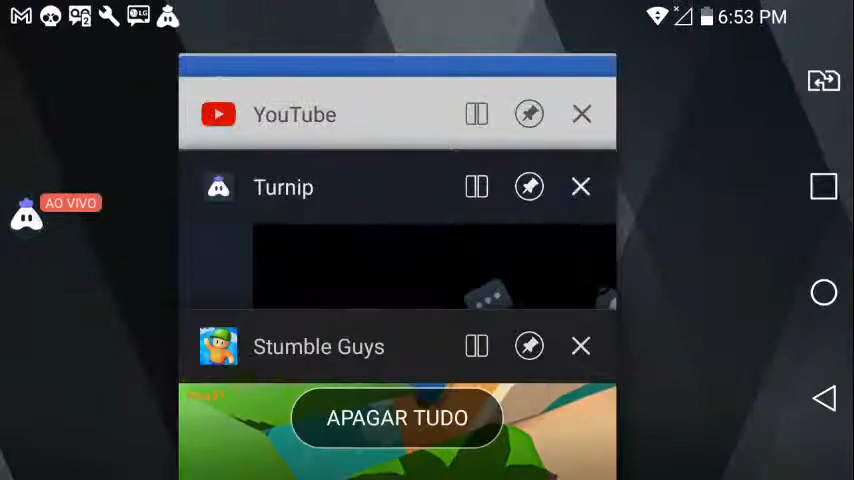 6:53 PM
YouTube
AO VIVO
Turnip
Stumble Guys
APAGAR TUDO